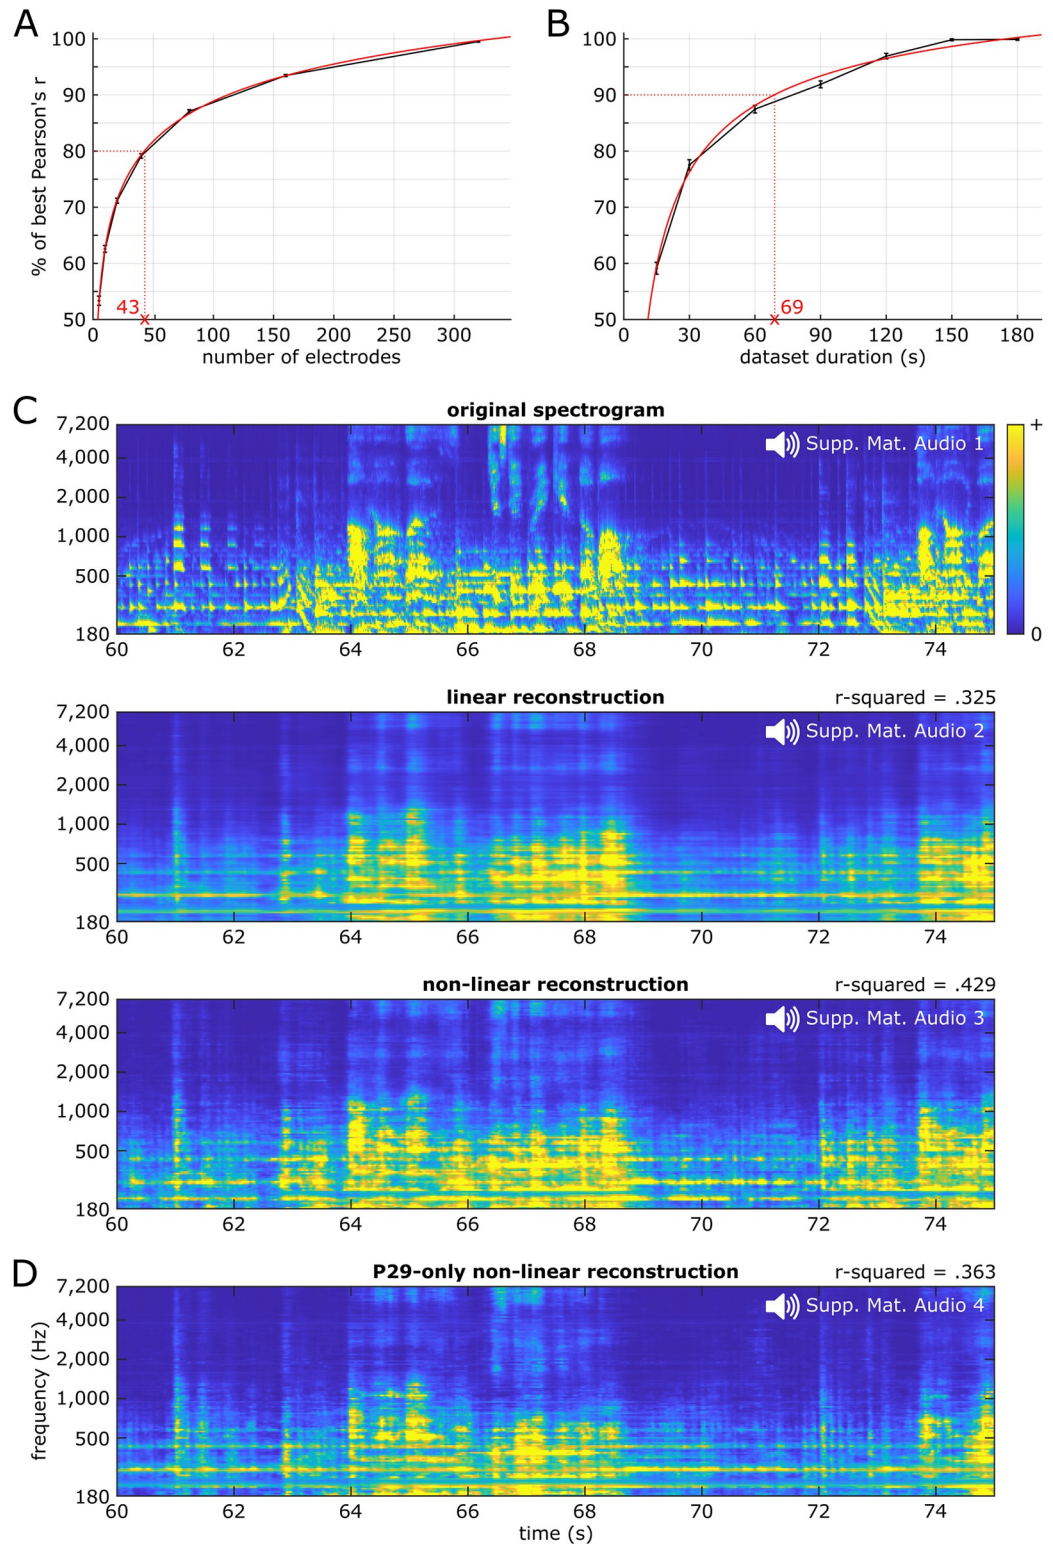 A
% of best Pearson's r
100
90
80
70
60
50
43
0 50 100 150 200 250 300
number of electrodes
B
100
90
80
70
60
50
69
0 30 60 90 120 150 180
dataset duration (s)
C
original spectrogram
7,200
4,000
2,000
1,000
500
180
Supp. Mat. Audio 1
+
0
60 62 64 66 68 70 72 74
linear reconstruction r-squared = .325
7,200
4,000
2,000
1,000
500
180
Supp. Mat. Audio 2
60 62 64 66 68 70 72 74
non-linear reconstruction r-squared = .429
7,200
4,000
2,000
1,000
500
180
Supp. Mat. Audio 3
60 62 64 66 68 70 72 74
D
P29-only non-linear reconstruction r-squared = .363
frequency (Hz)
7,200
4,000
2,000
1,000
500
180
Supp. Mat. Audio 4
60 62 64 66 68 70 72 74
time (s)